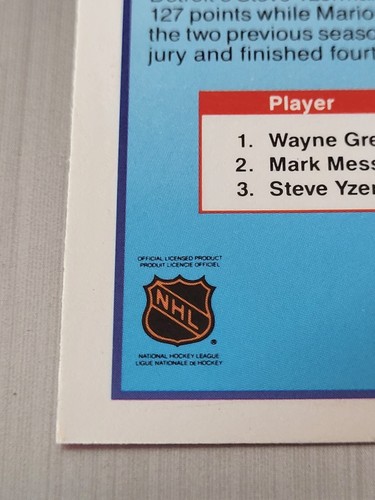 127 points while Mario
the two previous seaso
jury and finished fourt
Player
1. Wayne Gre
2. Mark Mess
3. Steve Yzer
OFFICIAL LICENSED PRODUCT
PRODUIT LICENCIÉ OFFICIEL
NHL
®
NATIONAL HOCKEY LEAGUE
LIGUE NATIONALE DE HOCKEY